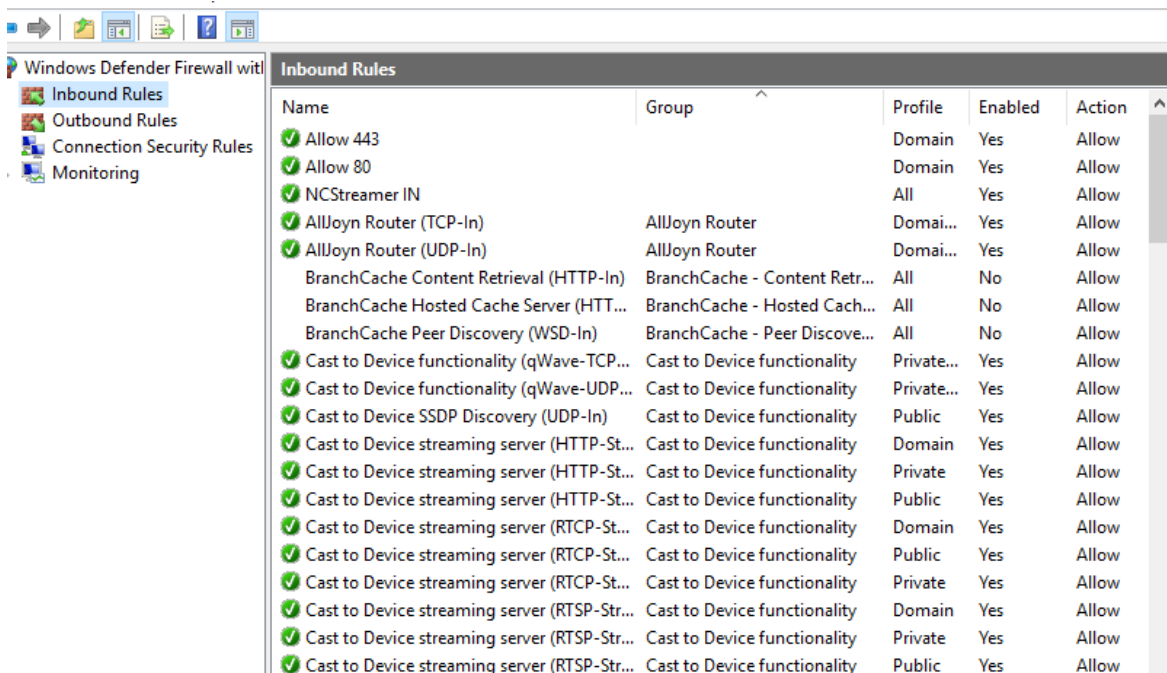 Windows Defender Firewall witl
Inbound Rules
Outbound Rules
Connection Security Rules
Monitoring
Inbound Rules
Name Group Profile Enabled Action
Allow 443 Domain Yes Allow
Allow 80 Domain Yes Allow
NCStreamer IN All Yes Allow
AllJoyn Router (TCP-In) AllJoyn Router Domai... Yes Allow
AllJoyn Router (UDP-In) AllJoyn Router Domai... Yes Allow
BranchCache Content Retrieval (HTTP-In) BranchCache - Content Retr... All No Allow
BranchCache Hosted Cache Server (HTT... BranchCache - Hosted Cach... All No Allow
BranchCache Peer Discovery (WSD-In) BranchCache - Peer Discove... All No Allow
Cast to Device functionality (qWave-TCP... Cast to Device functionality Private... Yes Allow
Cast to Device functionality (qWave-UDP... Cast to Device functionality Private... Yes Allow
Cast to Device SSDP Discovery (UDP-In) Cast to Device functionality Public Yes Allow
Cast to Device streaming server (HTTP-St... Cast to Device functionality Domain Yes Allow
Cast to Device streaming server (HTTP-St... Cast to Device functionality Private Yes Allow
Cast to Device streaming server (HTTP-St... Cast to Device functionality Public Yes Allow
Cast to Device streaming server (RTCP-St... Cast to Device functionality Domain Yes Allow
Cast to Device streaming server (RTCP-St... Cast to Device functionality Public Yes Allow
Cast to Device streaming server (RTCP-St... Cast to Device functionality Private Yes Allow
Cast to Device streaming server (RTSP-Str... Cast to Device functionality Domain Yes Allow
Cast to Device streaming server (RTSP-Str... Cast to Device functionality Private Yes Allow
Cast to Device streaming server (RTSP-Str... Cast to Device functionality Public Yes Allow